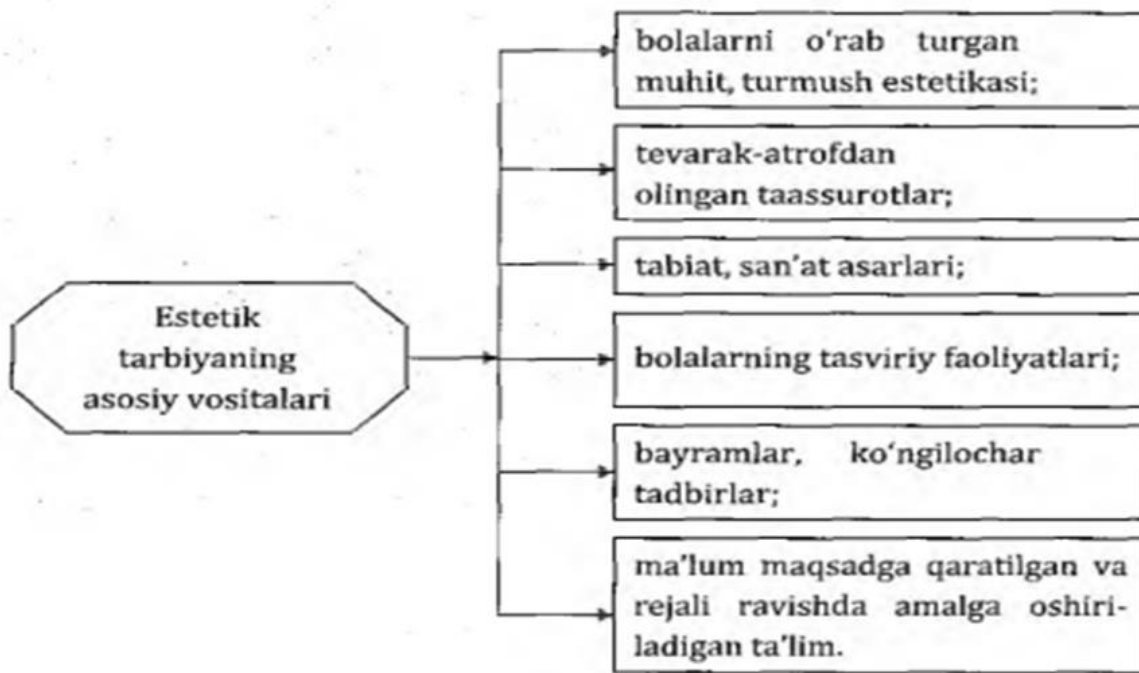 Estetik
tarbiyaning
asosiy vositalari
bolalarni o'rab turgan
muhit, turmush estetikasi;
tevarak-atrofdan
olingan taassurotlar;
tabiat, san'at asarlari;
bolalarning tasviriy faoliyatlari;
bayramlar, ko'ngilochar
tadbirlar;
ma'lum maqsadga qaratilgan va
rejali ravishda amalga oshiri-
ladigan ta'lim.